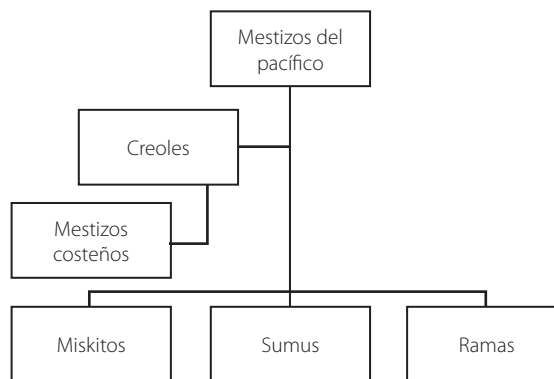 Mestizos del
pacífico
Creoles
Mestizos
costeños
Miskitos
Sumus
Ramas